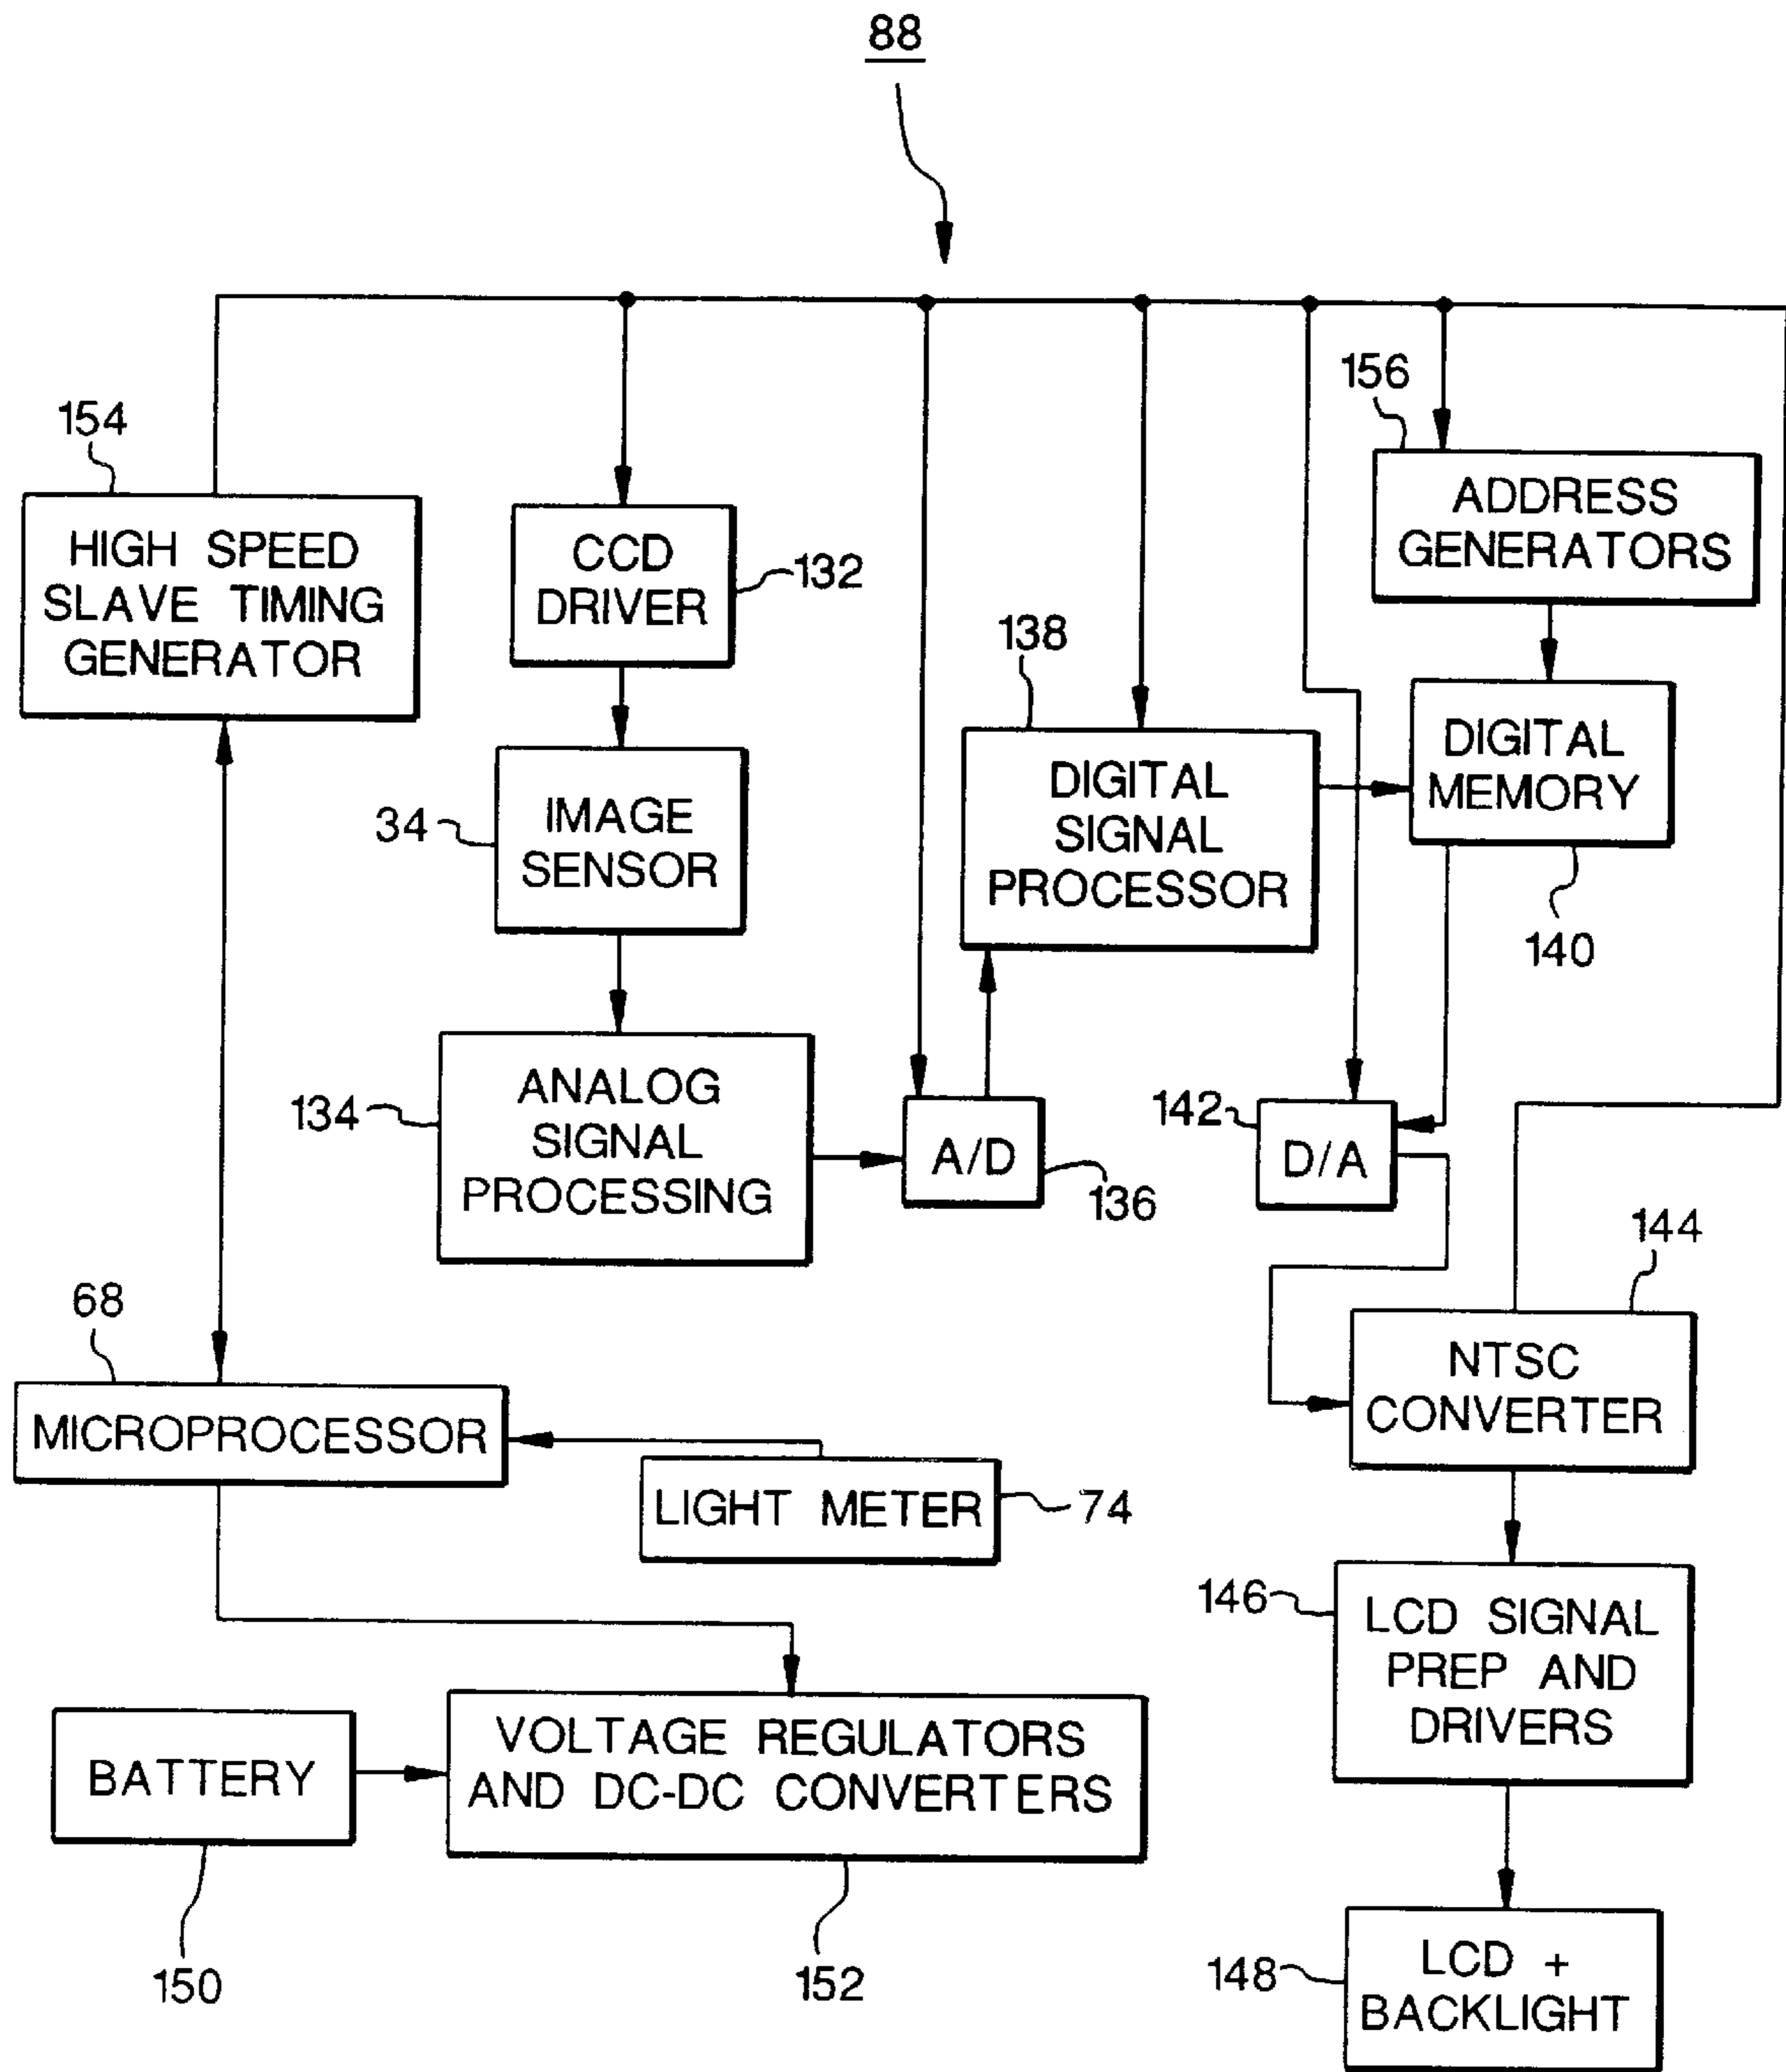 88
154
HIGH SPEED
SLAVE TIMING
GENERATOR
CCD
DRIVER
132
156
ADDRESS
GENERATORS
34
IMAGE
SENSOR
138
DIGITAL
SIGNAL
PROCESSOR
DIGITAL
MEMORY
140
134
ANALOG
SIGNAL
PROCESSING
A/D
136
142
D/A
144
NTSC
CONVERTER
68
MICROPROCESSOR
LIGHT METER
74
146
LCD SIGNAL
PREP AND
DRIVERS
BATTERY
150
VOLTAGE REGULATORS
AND DC-DC CONVERTERS
152
148
LCD +
BACKLIGHT